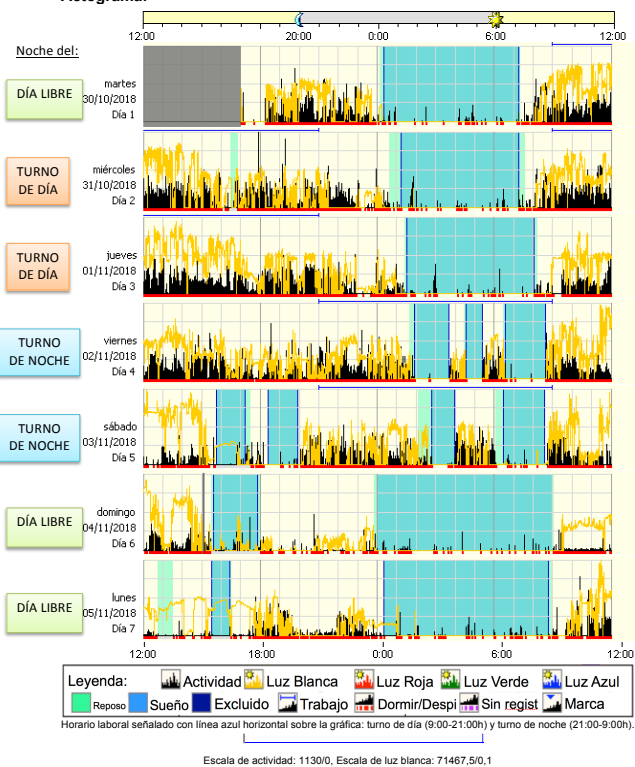 12:00 20:00 0:00 6:00 12:00
Noche del:
DÍA LIBRE
martes
30/10/2018
Día 1
TURNO
DE DÍA
miércoles
31/10/2018
Día 2
TURNO
DE DÍA
jueves
01/11/2018
Día 3
TURNO
DE NOCHE
viernes
02/11/2018
Día 4
TURNO
DE NOCHE
sábado
03/11/2018
Día 5
DÍA LIBRE
domingo
04/11/2018
Día 6
DÍA LIBRE
lunes
05/11/2018
Día 7
12:00 18:00 0:00 6:00 12:00
Leyenda: Actividad Luz Blanca Luz Roja Luz Verde Luz Azul
Reposo Sueño Excluido Trabajo Dormir/Despi Sin regist Marca
Horario laboral señalado con línea azul horizontal sobre la gráfica: turno de día (9:00-21:00h) y turno de noche (21:00-9:00h).
Escala de actividad: 1130/0, Escala de luz blanca: 71467,5/0,1